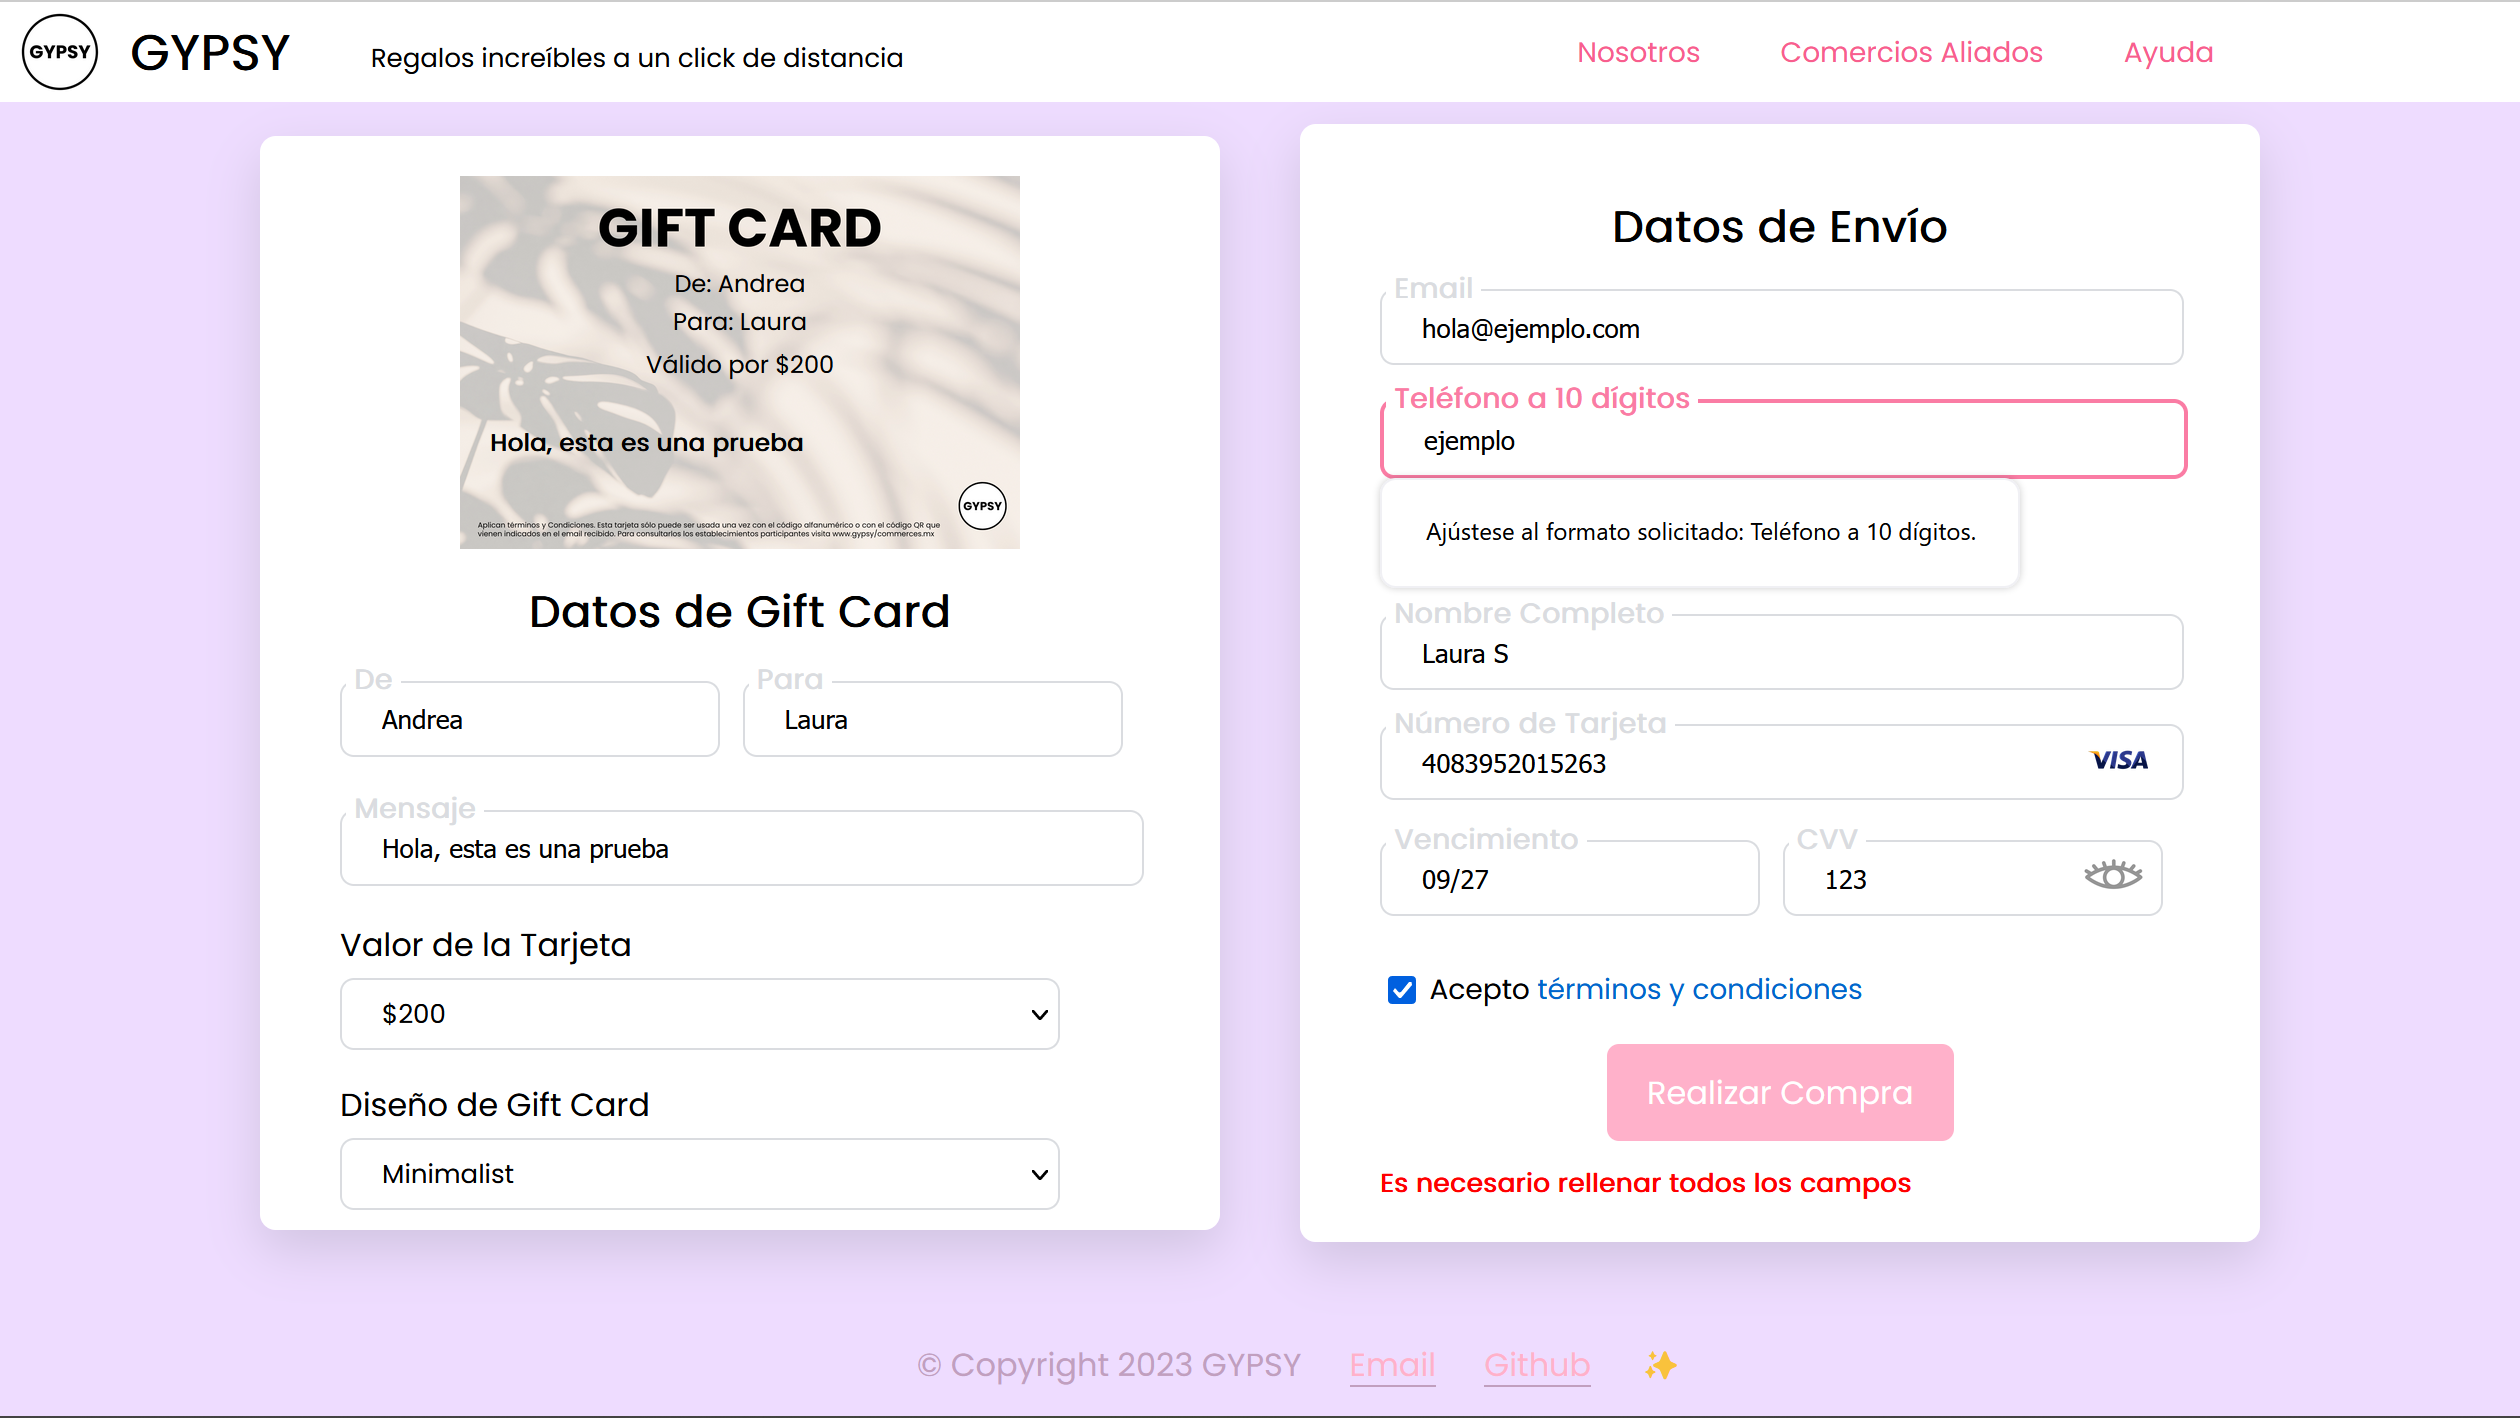 GYPSY
GYPSY
Regalos increíbles a un click de distancia
Nosotros
Comercios Aliados
Ayuda
GIFT CARD
De: Andrea
Para: Laura
Válido por $200
Hola, esta es una prueba
GYPSY
Aplican términos y Condiciones. Esta tarjeta sólo puede ser usada una vez con el código alfanumérico o con el código QR que
vienen indicados en el email recibido. Para consultarlos los establecimientos participantes visita www.gypsy/commerces.mx
Datos de Gift Card
De
Andrea
Para
Laura
Mensaje
Hola, esta es una prueba
Valor de la Tarjeta
$200
Diseño de Gift Card
Minimalist
Datos de Envío
Email
hola@ejemplo.com
Teléfono a 10 dígitos
ejemplo
Ajústese al formato solicitado: Teléfono a 10 dígitos.
Nombre Completo
Laura S
Número de Tarjeta
4083952015263
VISA
Vencimiento
09/27
CVV
123
Acepto términos y condiciones
Realizar Compra
Es necesario rellenar todos los campos
© Copyright 2023 GYPSY
Email
Github